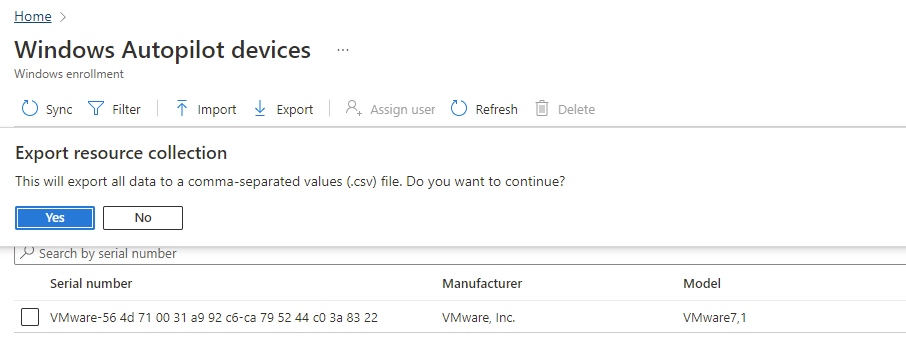 Home >
Windows Autopilot devices ...
Windows enrollment
Sync Filter Import Export Assign user Refresh Delete
Export resource collection
This will export all data to a comma-separated values (.csv) file. Do you want to continue?
Yes No
Search by serial number
Serial number Manufacturer Model
VMware-56 4d 71 00 31 a9 92 c6-ca 79 52 44 c0 3a 83 22 VMware, Inc. VMware7,1